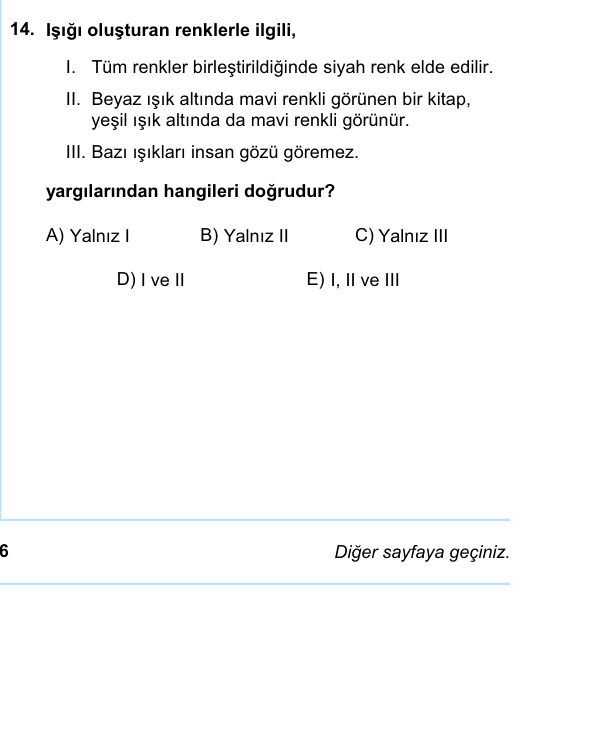 14. Işığı oluşturan renklerle ilgili,
I. Tüm renkler birleştirildiğinde siyah renk elde edilir.
II. Beyaz ışık altında mavi renkli görünen bir kitap,
yeşil ışık altında da mavi renkli görünür.
III. Bazı ışıkları insan gözü göremez.
yargılarından hangileri doğrudur?
A) Yalnız I B) Yalnız II C) Yalnız III
D) I ve II E) I, II ve III
6 Diğer sayfaya geçiniz.